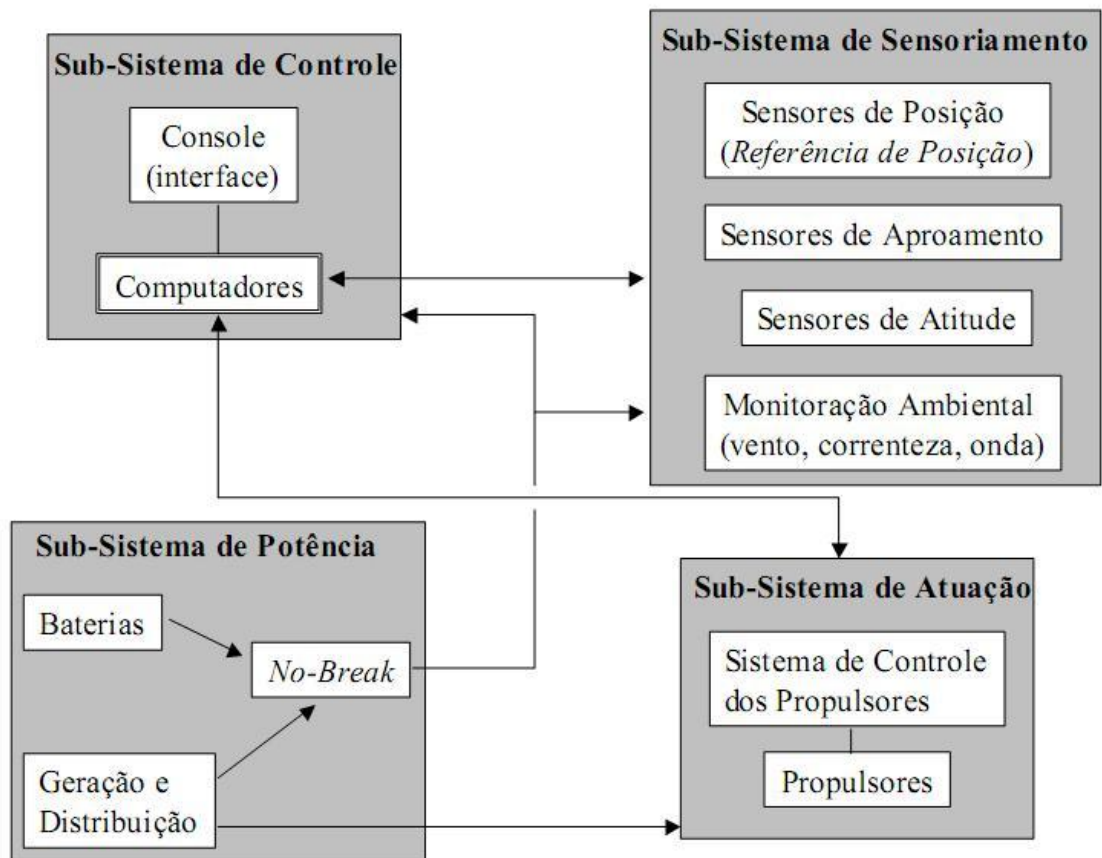 Sub-Sistema de Controle
Console
(interface)
Computadores
Sub-Sistema de Sensoriamento
Sensores de Posição
(Referência de Posição)
Sensores de Aproamento
Sensores de Atitude
Monitoração Ambiental
(vento, correnteza, onda)
Sub-Sistema de Potência
Baterias
No-Break
Geração e
Distribuição
Sub-Sistema de Atuação
Sistema de Controle
dos Propulsores
Propulsores